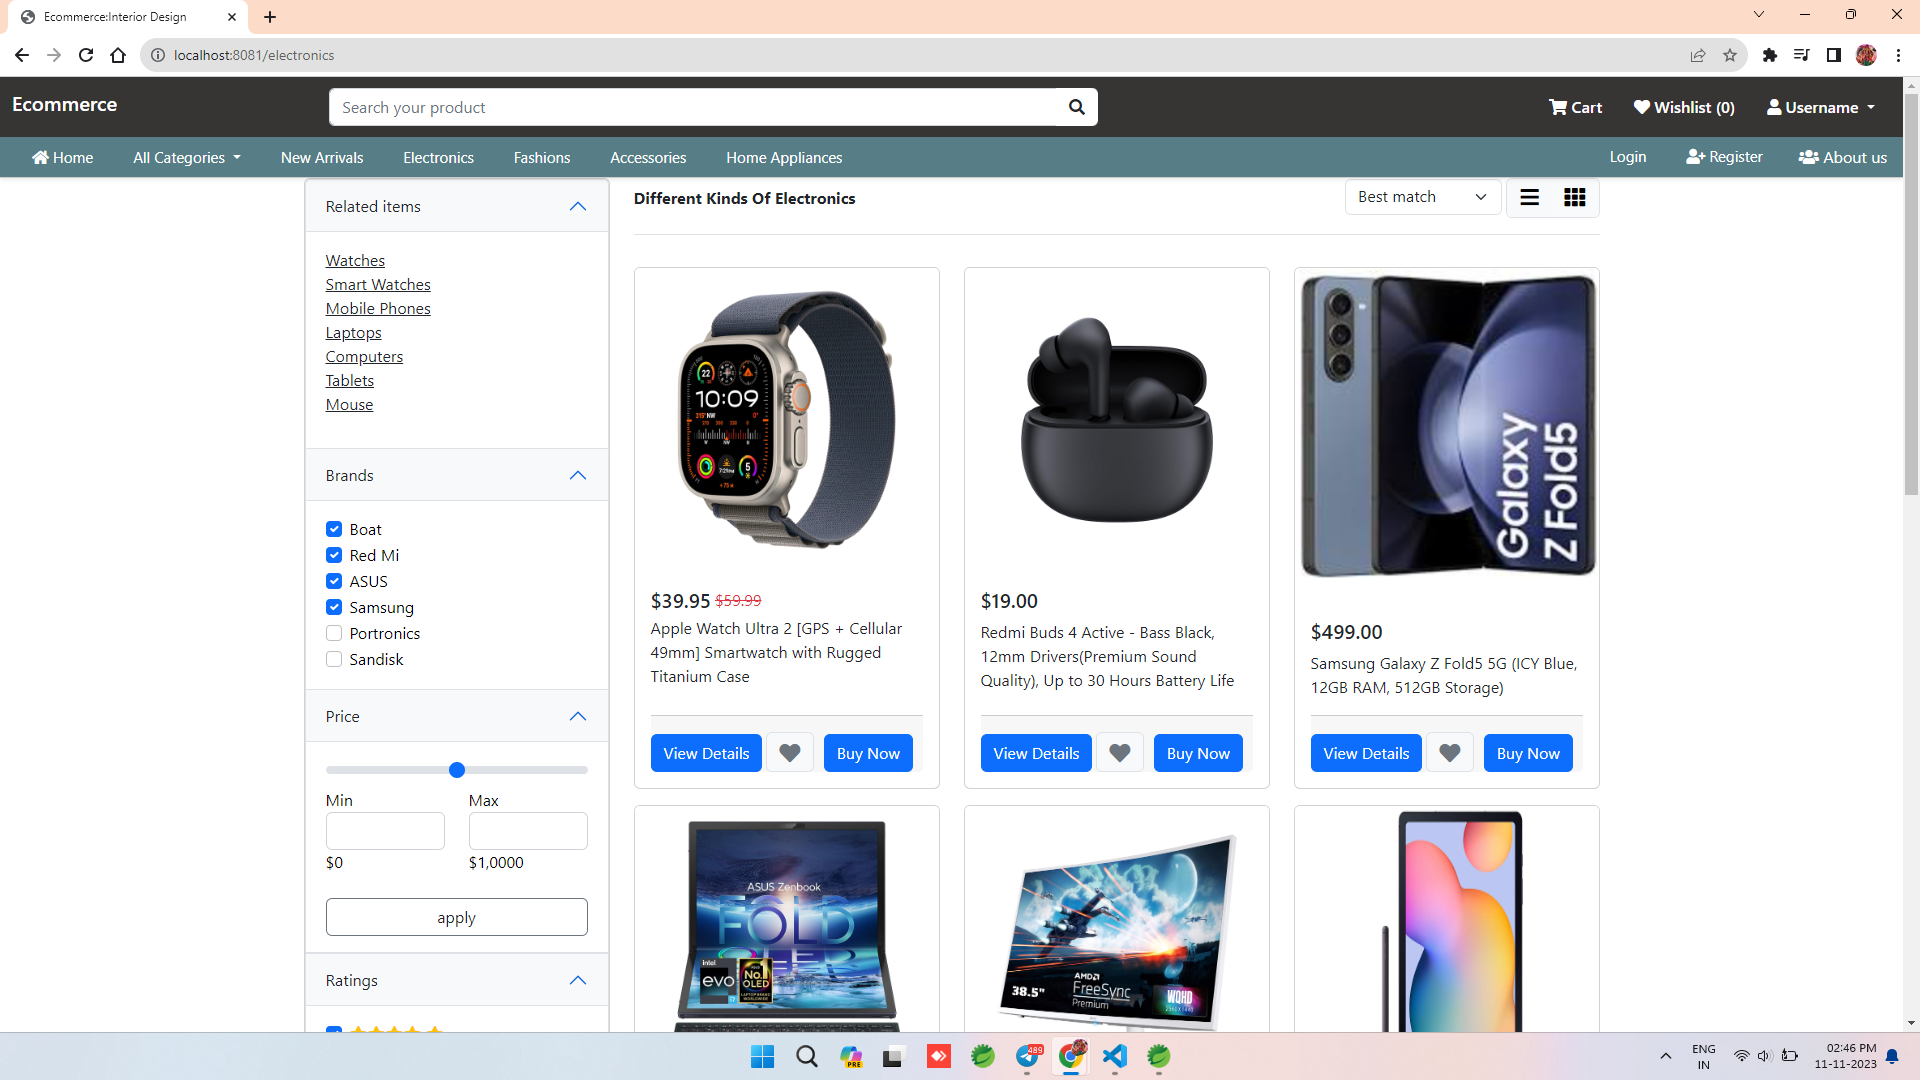 Ecommerce:Interior Design
localhost:8081/electronics
Ecommerce
Search your product
Cart
Wishlist (0)
Username
Home
All Categories
New Arrivals
Electronics
Fashions
Accessories
Home Appliances
Login
Register
About us
Related items
Watches
Smart Watches
Mobile Phones
Laptops
Computers
Tablets
Mouse
Brands
Boat
Red Mi
ASUS
Samsung
Portronics
Sandisk
Price
Min
Max
$0
$1,0000
apply
Ratings
Different Kinds Of Electronics
Best match
22
10:09
5
Galaxy
Z Fold5
$39.95 $59.99
Apple Watch Ultra 2 [GPS + Cellular
49mm] Smartwatch with Rugged
Titanium Case
View Details
Buy Now
$19.00
Redmi Buds 4 Active - Bass Black,
12mm Drivers(Premium Sound
Quality), Up to 30 Hours Battery Life
View Details
Buy Now
$499.00
Samsung Galaxy Z Fold5 5G (ICY Blue,
12GB RAM, 512GB Storage)
View Details
Buy Now
ASUS Zenbook
FOLD
OLED
intel
evo
No.1
OLED
38.5"
AMD
FreeSync
Premium
WQHD
PRE
489
ENG
IN
02:46 PM
11-11-2023